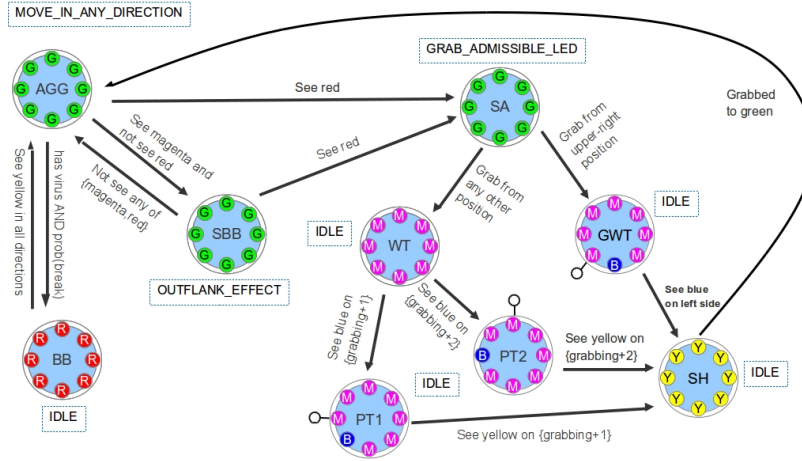 MOVE_IN_ANY_DIRECTION
GRAB_ADMISSIBLE_LED
G
G
G
G
G
G
G
G
AGG
See red
G
G
G
G
G
G
G
G
SA
Grabbed
to green
See magenta and
not see red
See red
Grab from
upper-right
position
Not see any of
{magenta,red}
Grab from
any other
position
See yellow in all directions
has virus AND prob(break)
G
G
G
G
G
G
G
G
SBB
OUTFLANK_EFFECT
IDLE
M
M
M
M
M
M
M
M
WT
IDLE
M
M
M
M
M
M
M
B
GWT
See blue on
{grabbing+1}
See blue on
{grabbing+2}
See blue
on left side
R
R
R
R
R
R
R
R
BB
IDLE
M
M
M
M
M
M
M
B
PT2
See yellow on
{grabbing+2}
Y
Y
Y
Y
Y
Y
Y
Y
SH
IDLE
IDLE
M
M
M
M
M
M
M
B
PT1
See yellow on {grabbing+1}